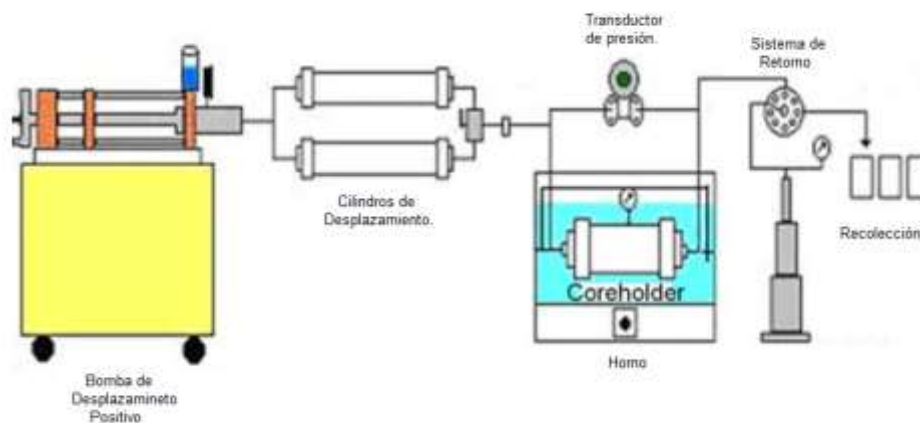 Transductor
de presión.
Sistema de
Retorno
Cilindros de
Desplazamiento.
Recolección
Coreholder
Horno
Bomba de
Desplazamineto
Positivo